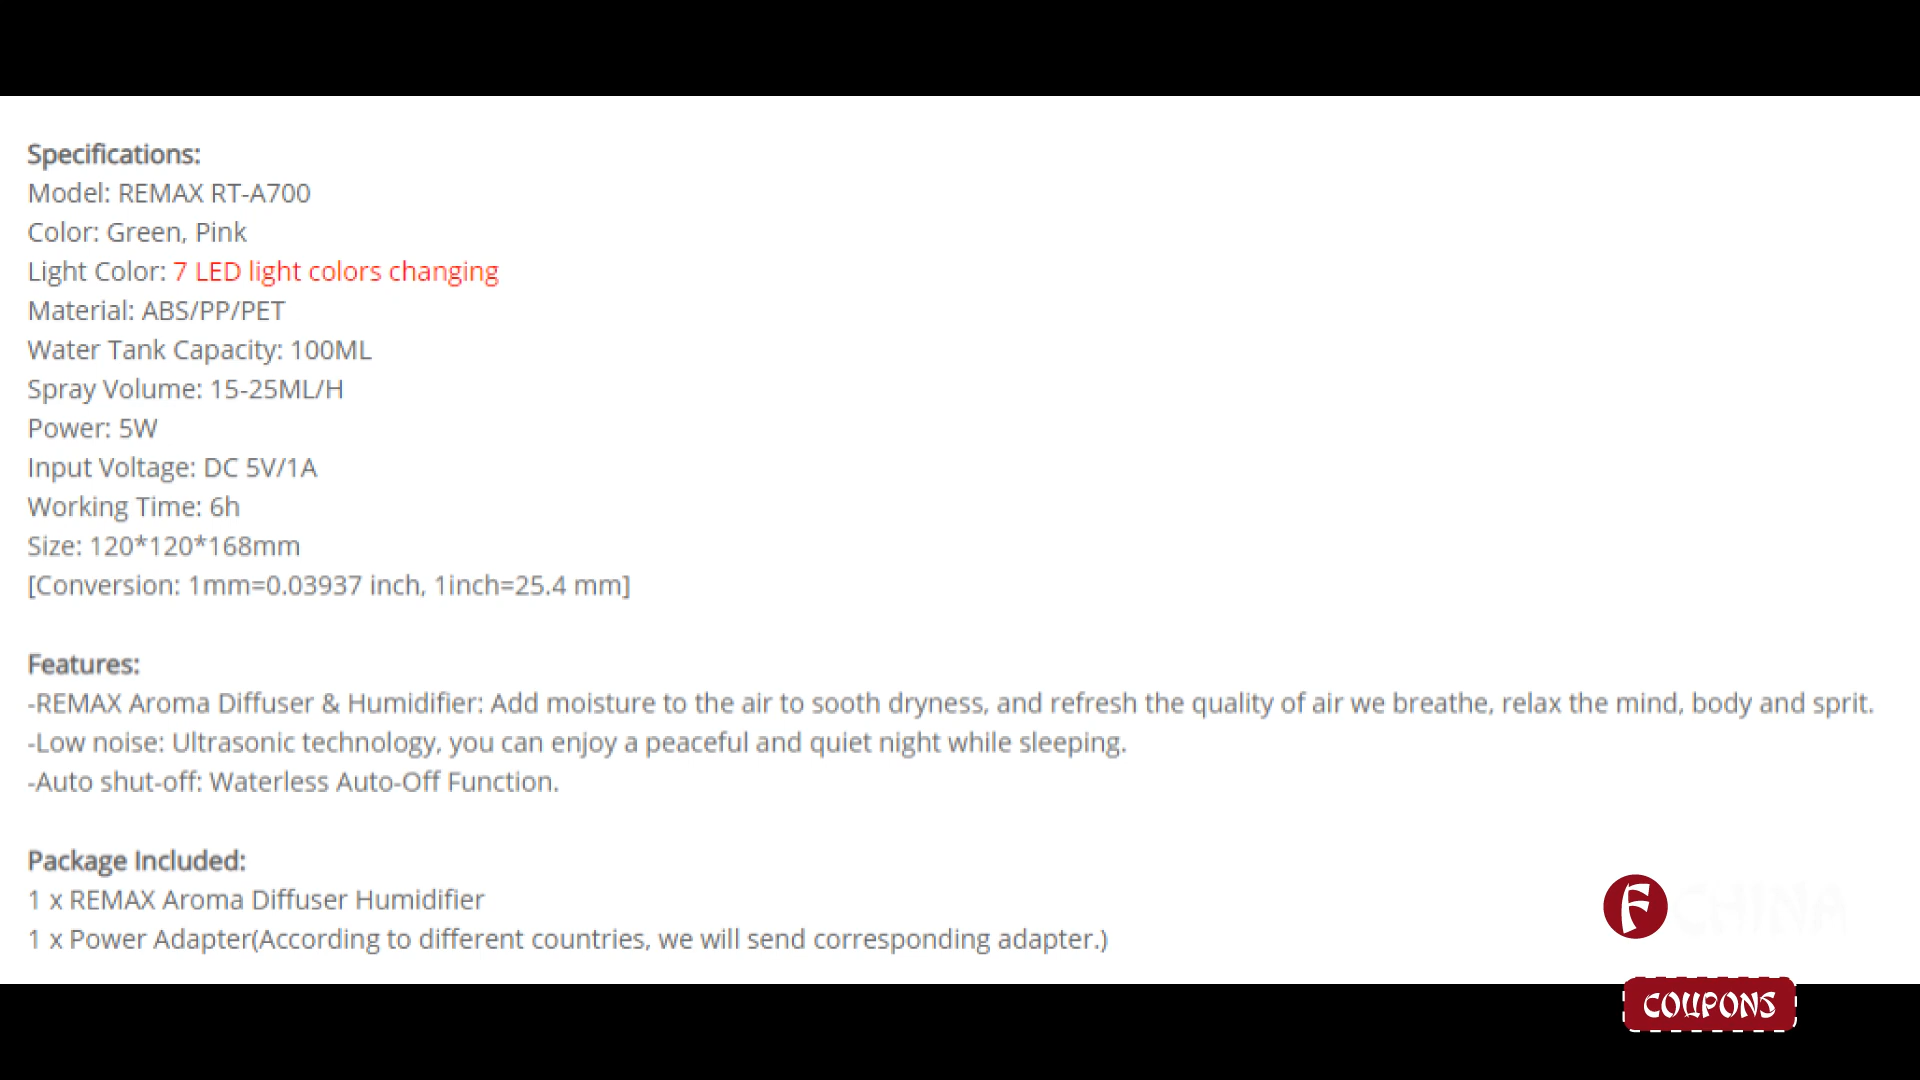 Specifications:
Model: REMAX RT-A700
Color: Green, Pink
Light Color: 7 LED light colors changing
Material: ABS/PP/PET
Water Tank Capacity: 100ML
Spray Volume: 15-25ML/H
Power: 5W
Input Voltage: DC 5V/1A
Working Time: 6h
Size: 120*120*168mm
[Conversion: 1mm=0.03937 inch, 1inch=25.4 mm]
Features:
-REMAX Aroma Diffuser & Humidifier: Add moisture to the air to sooth dryness, and refresh the quality of air we breathe, relax the mind, body and sprit.
-Low noise: Ultrasonic technology, you can enjoy a peaceful and quiet night while sleeping.
-Auto shut-off: Waterless Auto-Off Function.
Package Included:
1 x REMAX Aroma Diffuser Humidifier
1 x Power Adapter(According to different countries, we will send corresponding adapter.)
F CHINA
COUPONS